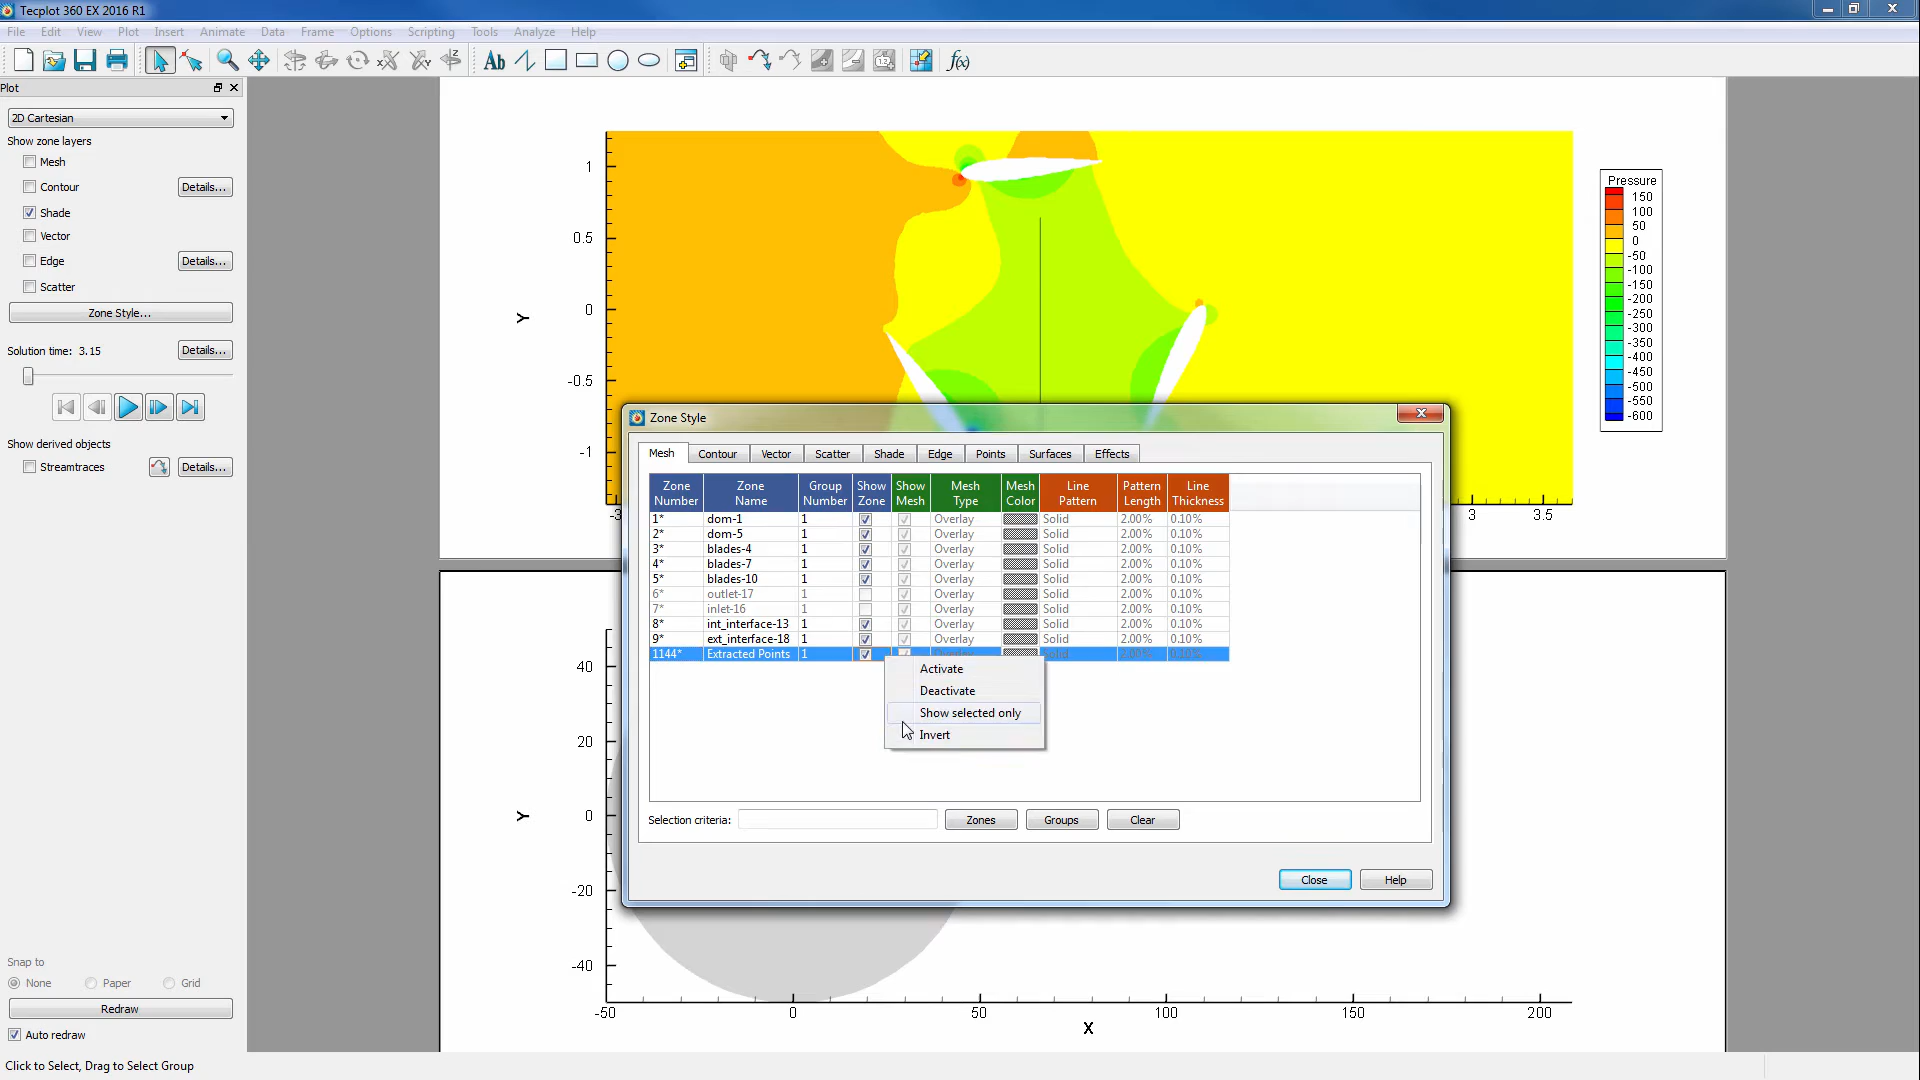 Tecplot 360 EX 2016 R1
File Edit View Plot Insert Animate Data Frame Options Scripting Tools Analyze Help
Plot
2D Cartesian
Show zone layers
Mesh
Contour Details...
Shade
Vector
Edge Details...
Scatter
Zone Style...
Solution time: 3.15 Details...
Show derived objects
Streamtraces Details...
Snap to
None Paper Grid
Redraw
Auto redraw
Click to Select, Drag to Select Group
Ab
f(x)
1
0.5
0
-0.5
-1
Y
3 3.5
Pressure
150
100
50
0
-50
-100
-150
-200
-250
-300
-350
-400
-450
-500
-550
-600
Zone Style
Mesh Contour Vector Scatter Shade Edge Points Surfaces Effects
Zone Number Zone Name Group Number Show Zone Show Mesh Mesh Type Mesh Color Line Pattern Pattern Length Line Thickness
1* dom-1 1 Overlay Solid 2.00% 0.10%
2* dom-5 1 Overlay Solid 2.00% 0.10%
3* blades-4 1 Overlay Solid 2.00% 0.10%
4* blades-7 1 Overlay Solid 2.00% 0.10%
5* blades-10 1 Overlay Solid 2.00% 0.10%
6* outlet-17 1 Overlay Solid 2.00% 0.10%
7* inlet-16 1 Overlay Solid 2.00% 0.10%
8* int_interface-13 1 Overlay Solid 2.00% 0.10%
9* ext_interface-18 1 Overlay Solid 2.00% 0.10%
1144* Extracted Points 1 2.00% 0.10%
Activate
Deactivate
Show selected only
Invert
Selection criteria: Zones Groups Clear
Close Help
40
20
0
-20
-40
Y
-50 0 50 100 150 200
X